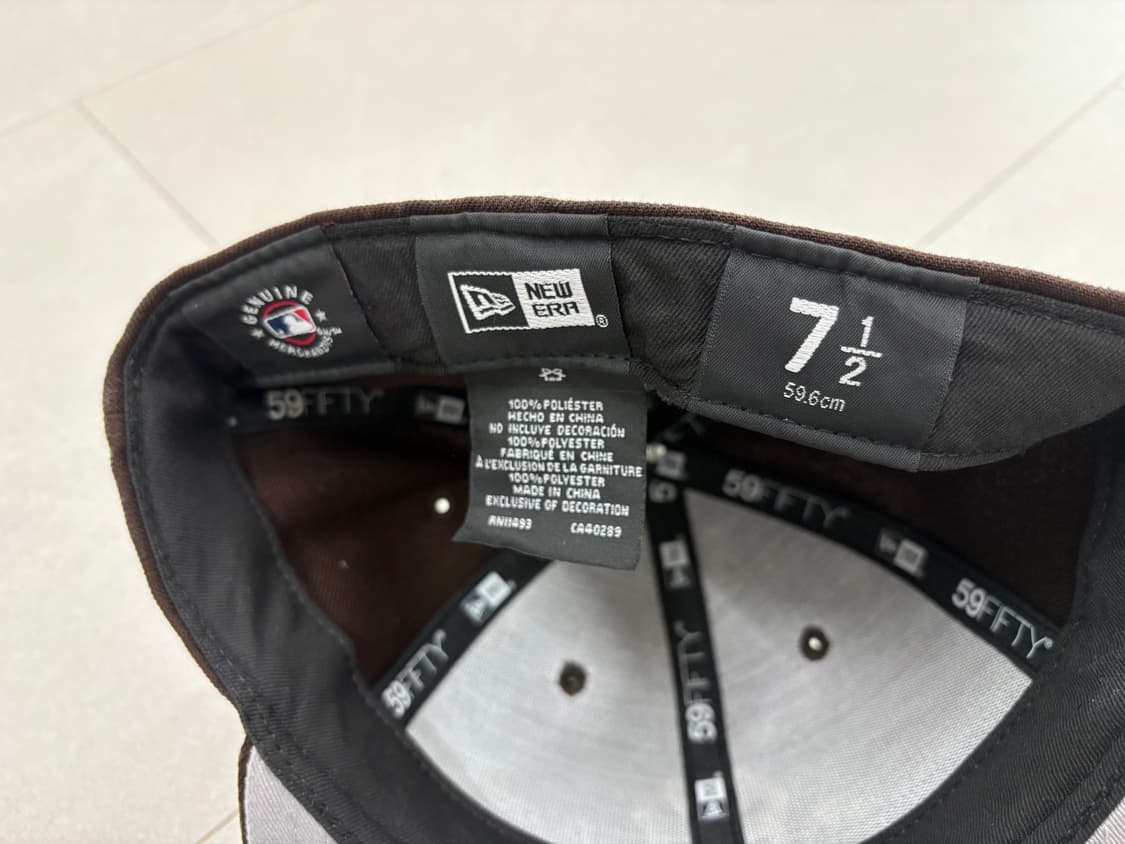 GENUINE
MERCHANDISE
NEW
ERA®
7 1/2
59.6cm
100% POLIÉSTER
HECHO EN CHINA
NO INCLUYE DECORACIÓN
100% POLYESTER
FABRIQUÉ EN CHINE
À L'EXCLUSION DE LA GARNITURE
100% POLYESTER
MADE IN CHINA
EXCLUSIVE OF DECORATION
RN11493 CA40289
59FIFTY
59FIFTY
59FIFTY®
59FIFTY
59FIFTY